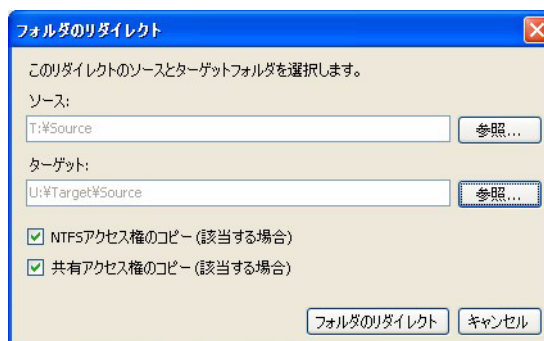 フォルダのリダイレクト
このリダイレクトのソースとターゲットフォルダを選択します。
ソース:
T:¥Source
参照...
ターゲット:
U:¥Target¥Source
参照...
NTFSアクセス権のコピー(該当する場合)
共有アクセス権のコピー(該当する場合)
フォルダのリダイレクト
キャンセル